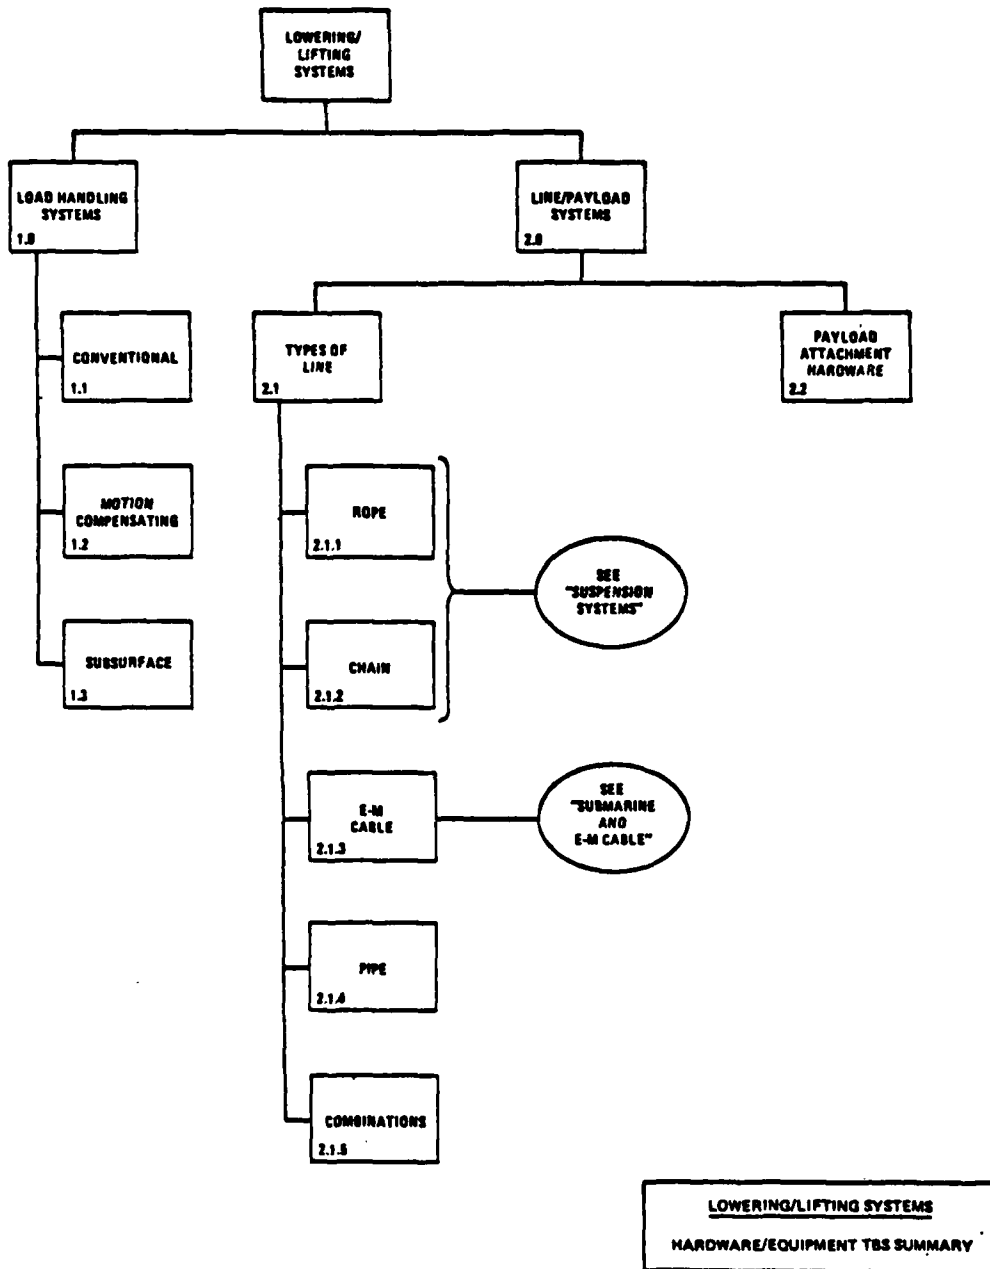 LOWERING/
LIFTING
SYSTEMS
LOAD HANDLING
SYSTEMS
1.0
LINE/PAYLOAD
SYSTEMS
2.0
CONVENTIONAL
1.1
TYPES OF
LINE
2.1
PAYLOAD
ATTACHMENT
HARDWARE
2.2
MOTION
COMPENSATING
1.2
ROPE
2.1.1
SEE
"SUSPENSION
SYSTEMS"
SUBSURFACE
1.3
CHAIN
2.1.2
E-M
CABLE
2.1.3
SEE
"SUBMARINE
AND
E-M CABLE"
PIPE
2.1.4
COMBINATIONS
2.1.5
LOWERING/LIFTING SYSTEMS
HARDWARE/EQUIPMENT TBS SUMMARY